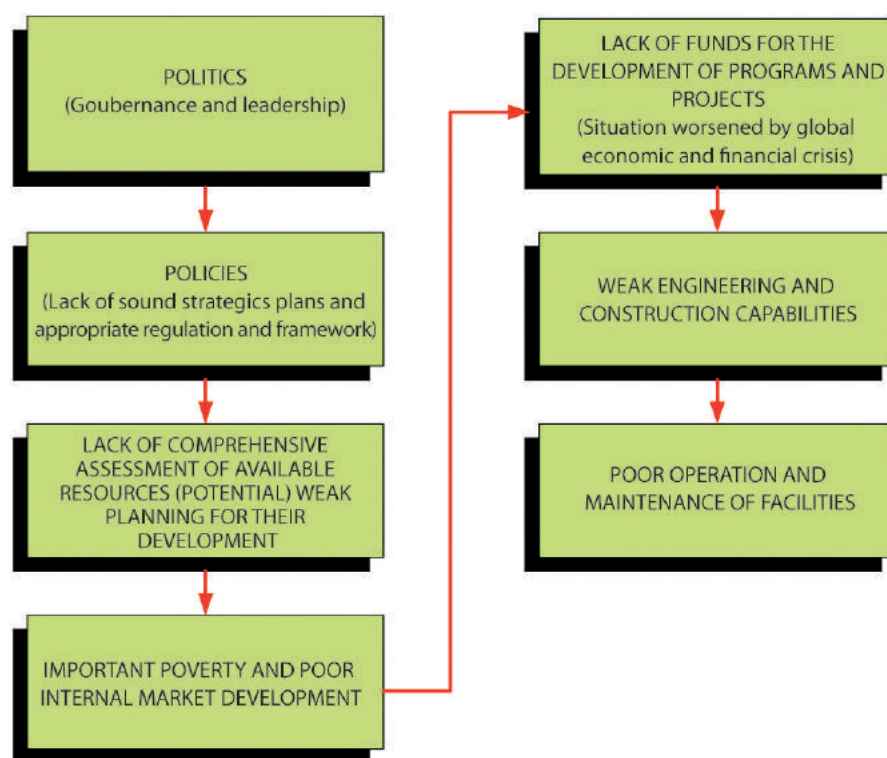 POLITICS
(Goubernance and leadership)
POLICIES
(Lack of sound strategics plans and
appropriate regulation and framework)
LACK OF COMPREHENSIVE
ASSESSMENT OF AVAILABLE
RESOURCES (POTENTIAL) WEAK
PLANNING FOR THEIR
DEVELOPMENT
IMPORTANT POVERTY AND POOR
INTERNAL MARKET DEVELOPMENT
LACK OF FUNDS FOR THE
DEVELOPMENT OF PROGRAMS AND
PROJECTS
(Situation worsened by global
economic and financial crisis)
WEAK ENGINEERING AND
CONSTRUCTION CAPABILITIES
POOR OPERATION AND
MAINTENANCE OF FACILITIES